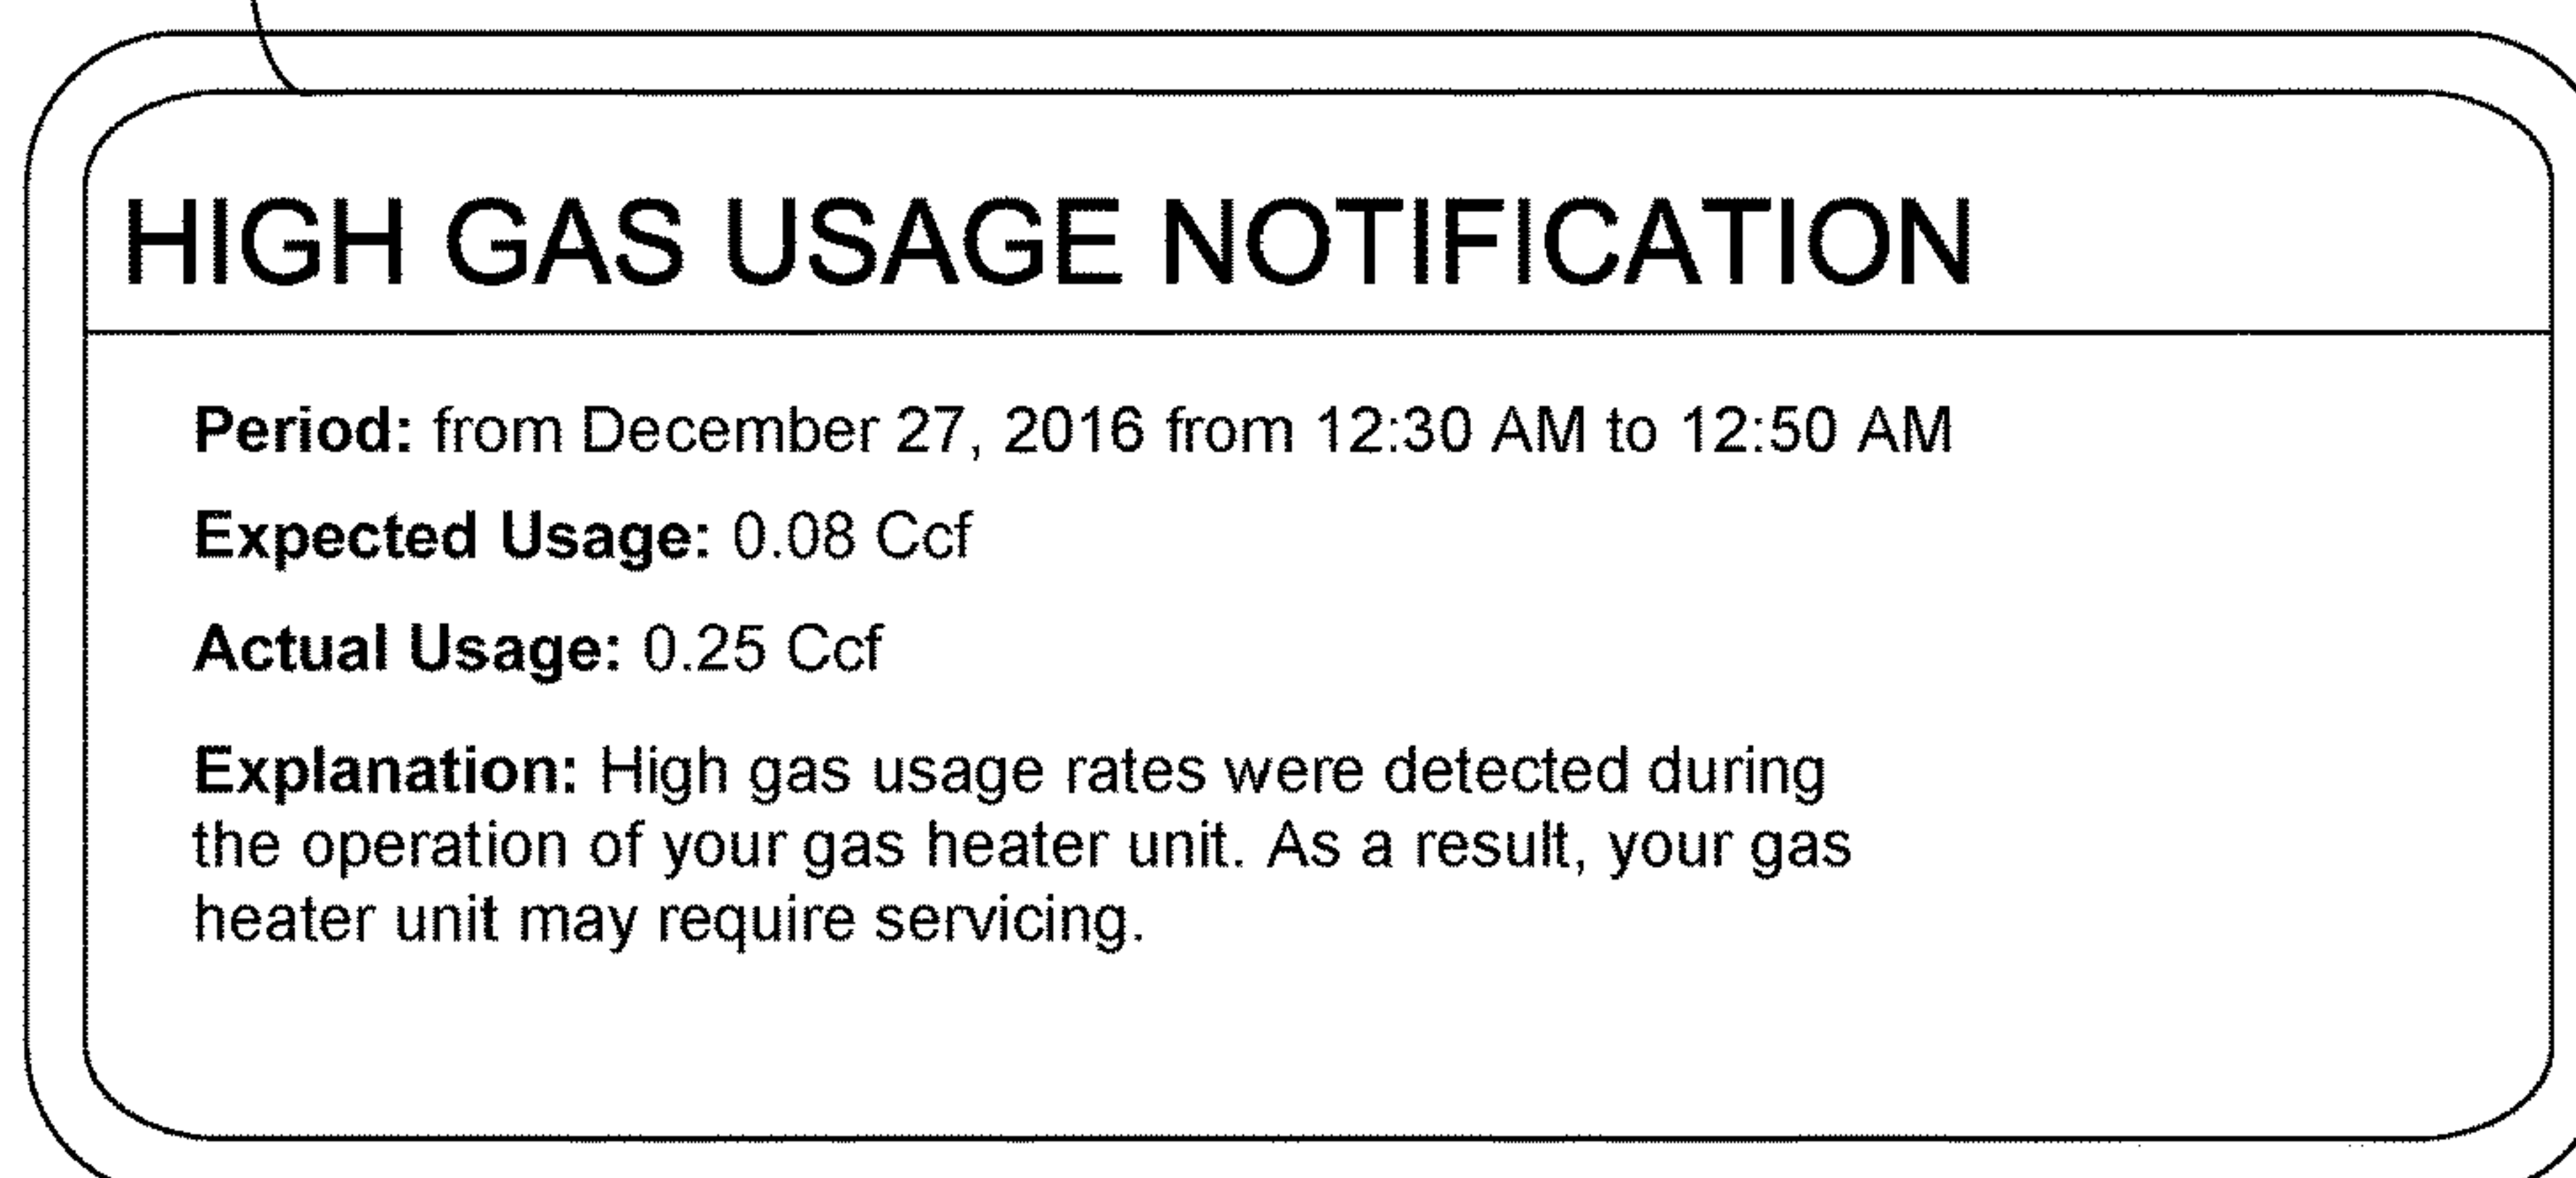 HIGH GAS USAGE NOTIFICATION
Period: from December 27, 2016 from 12:30 AM to 12:50 AM
Expected Usage: 0.08 Ccf
Actual Usage: 0.25 Ccf
Explanation: High gas usage rates were detected during
the operation of your gas heater unit. As a result, your gas
heater unit may require servicing.